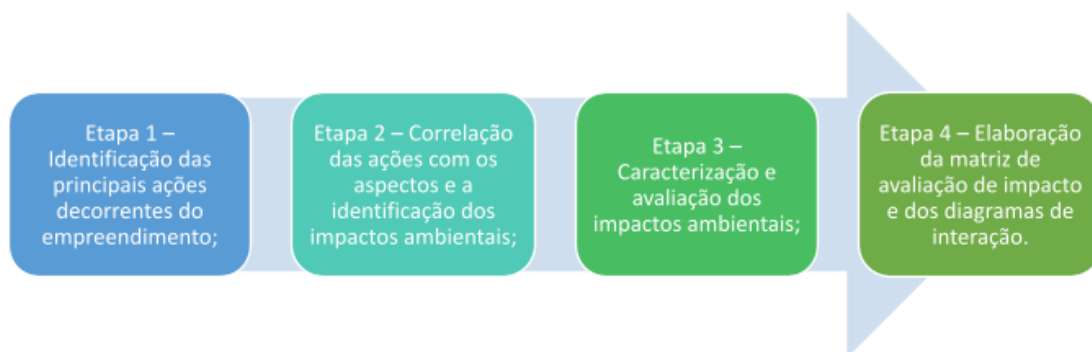 Etapa 1 –
Identificação das
principais ações
decorrentes do
empreendimento;
Etapa 2 – Correlação
das ações com os
aspectos e a
identificação dos
impactos ambientais;
Etapa 3 –
Caracterização e
avaliação dos
impactos ambientais;
Etapa 4 – Elaboração
da matriz de
avaliação de impacto
e dos diagramas de
interação.